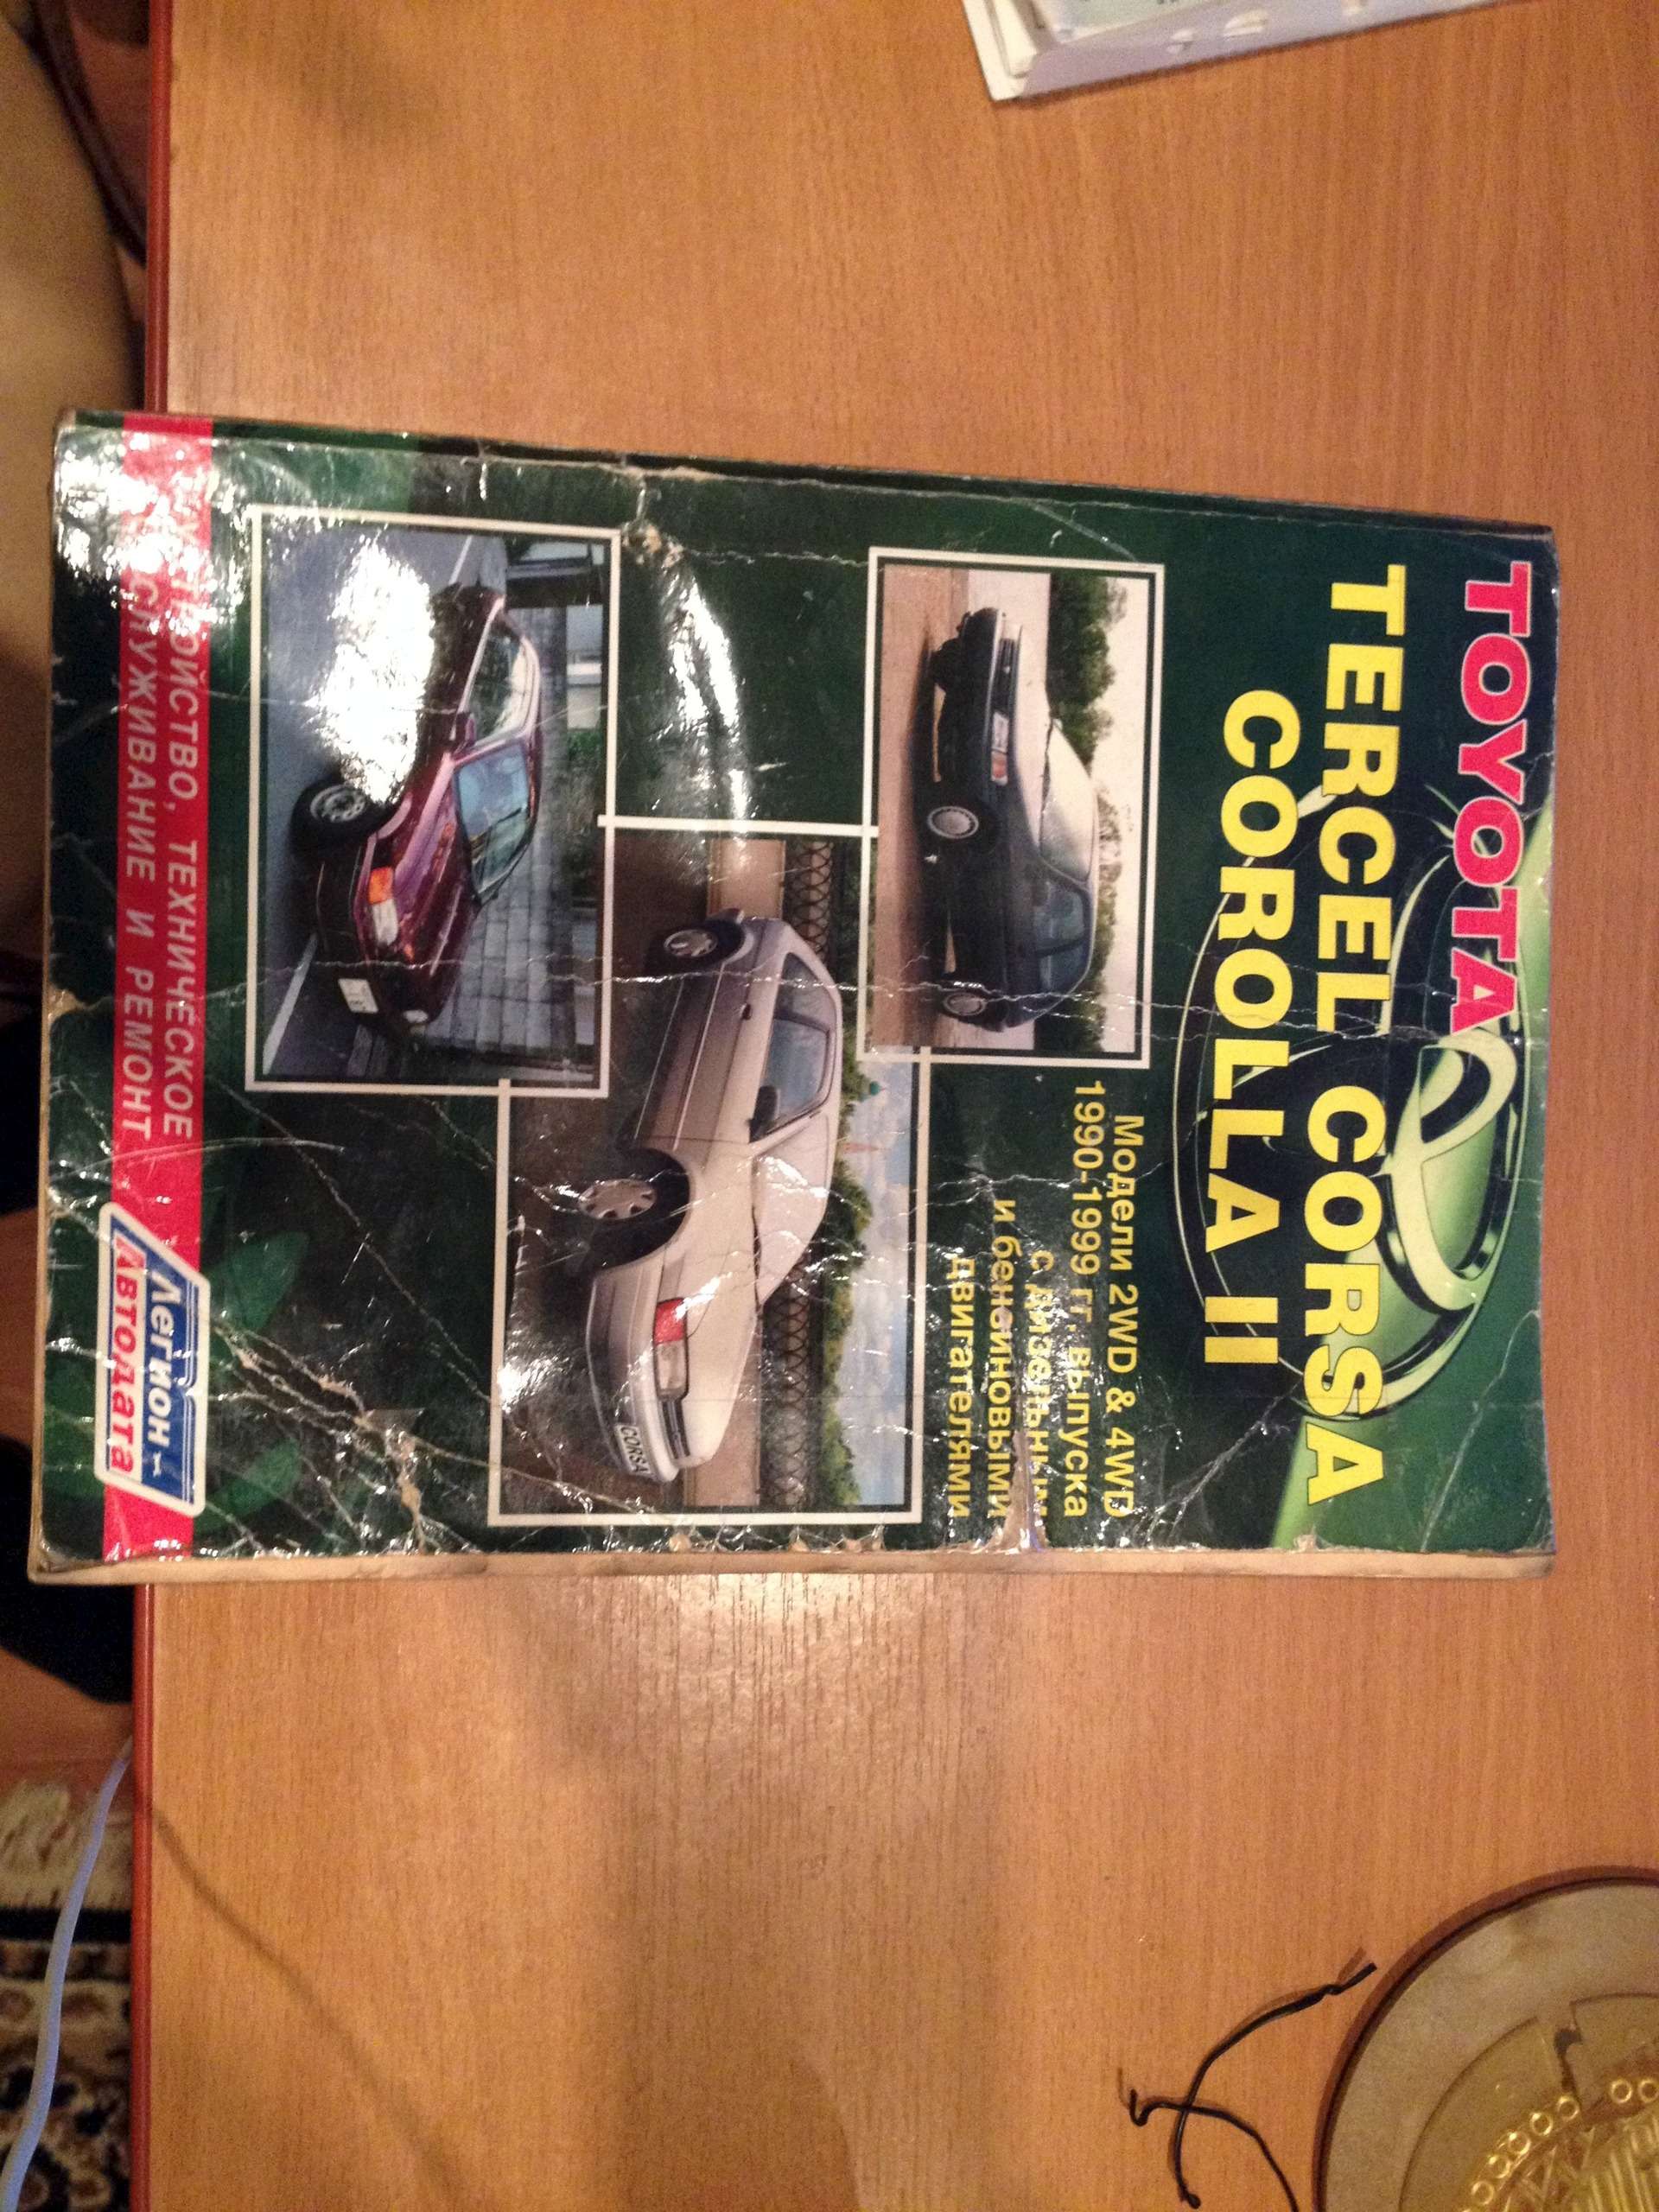 TOYOTA
TERCEL CORSA
COROLLA II
Модели 2WD & 4WD
1990-1999 гг. выпуска
с дизельным
и бензиновыми
двигателями
CORSA
УСТРОЙСТВО, ТЕХНИЧЕСКОЕ
ОБСЛУЖИВАНИЕ И РЕМОНТ
Легион-
Автодата